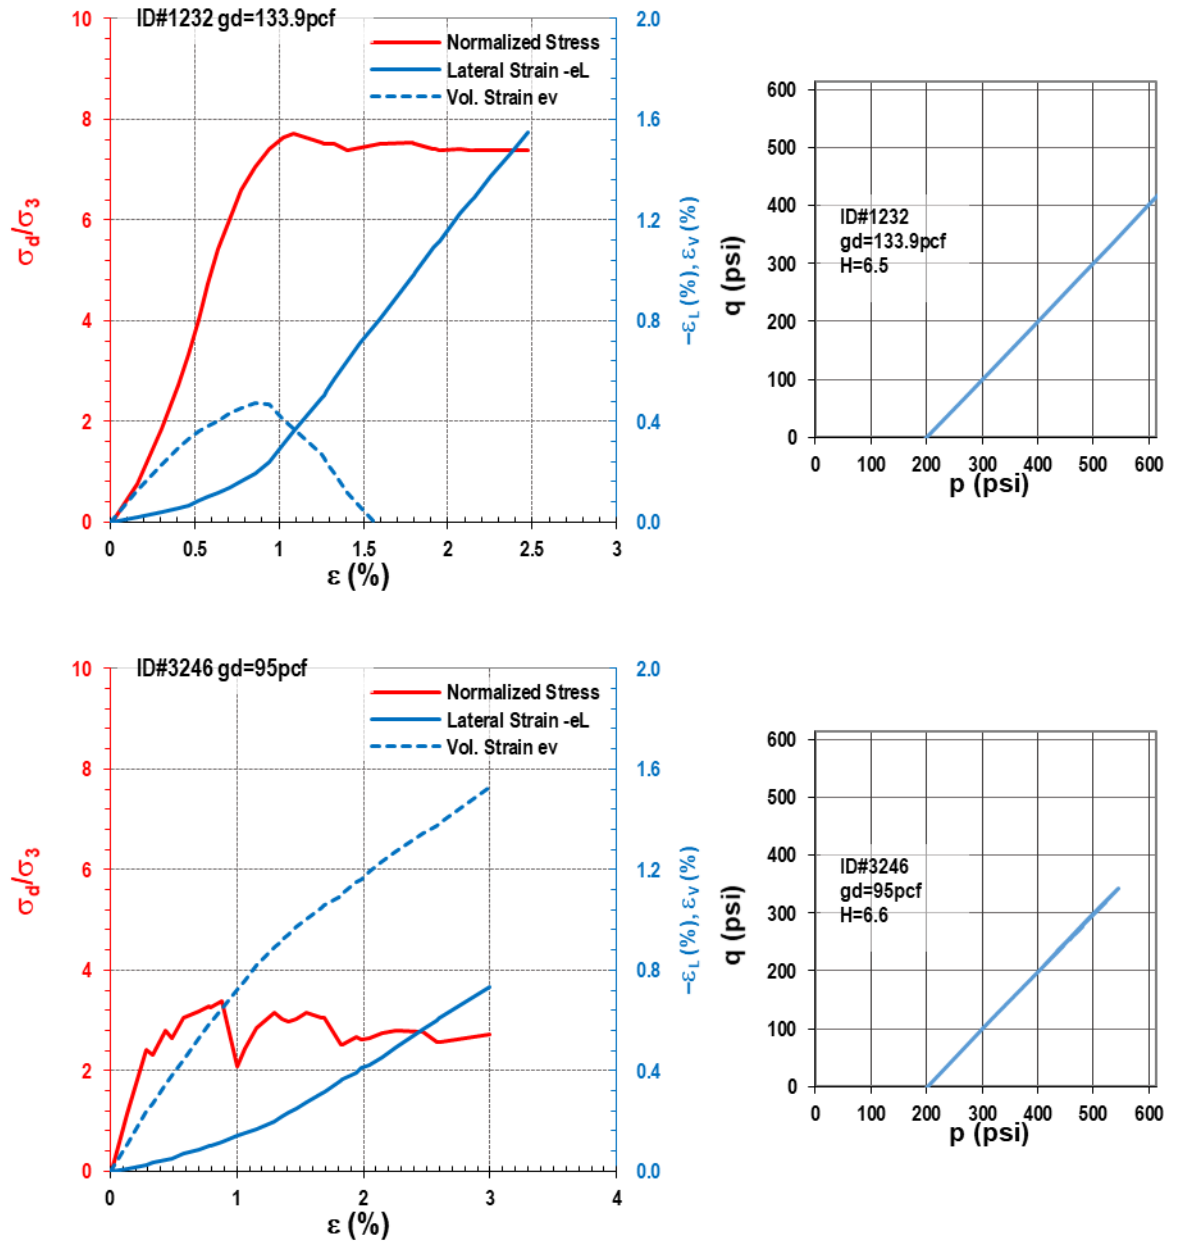 ID#1232 gd=133.9pcf
Normalized Stress
Lateral Strain -eL
Vol. Strain ev
10
8
6
4
2
0
σd/σ3
2.0
1.6
1.2
0.8
0.4
0.0
−εL (%), εV (%)
0 0.5 1 1.5 2 2.5 3
ε (%)
600
500
400
300
200
100
0
q (psi)
ID#1232
gd=133.9pcf
H=6.5
0 100 200 300 400 500 600
p (psi)
ID#3246 gd=95pcf
Normalized Stress
Lateral Strain -eL
Vol. Strain ev
10
8
6
4
2
0
σd/σ3
2.0
1.6
1.2
0.8
0.4
0.0
−εL (%), εV (%)
0 1 2 3 4
ε (%)
600
500
400
300
200
100
0
q (psi)
ID#3246
gd=95pcf
H=6.6
0 100 200 300 400 500 600
p (psi)